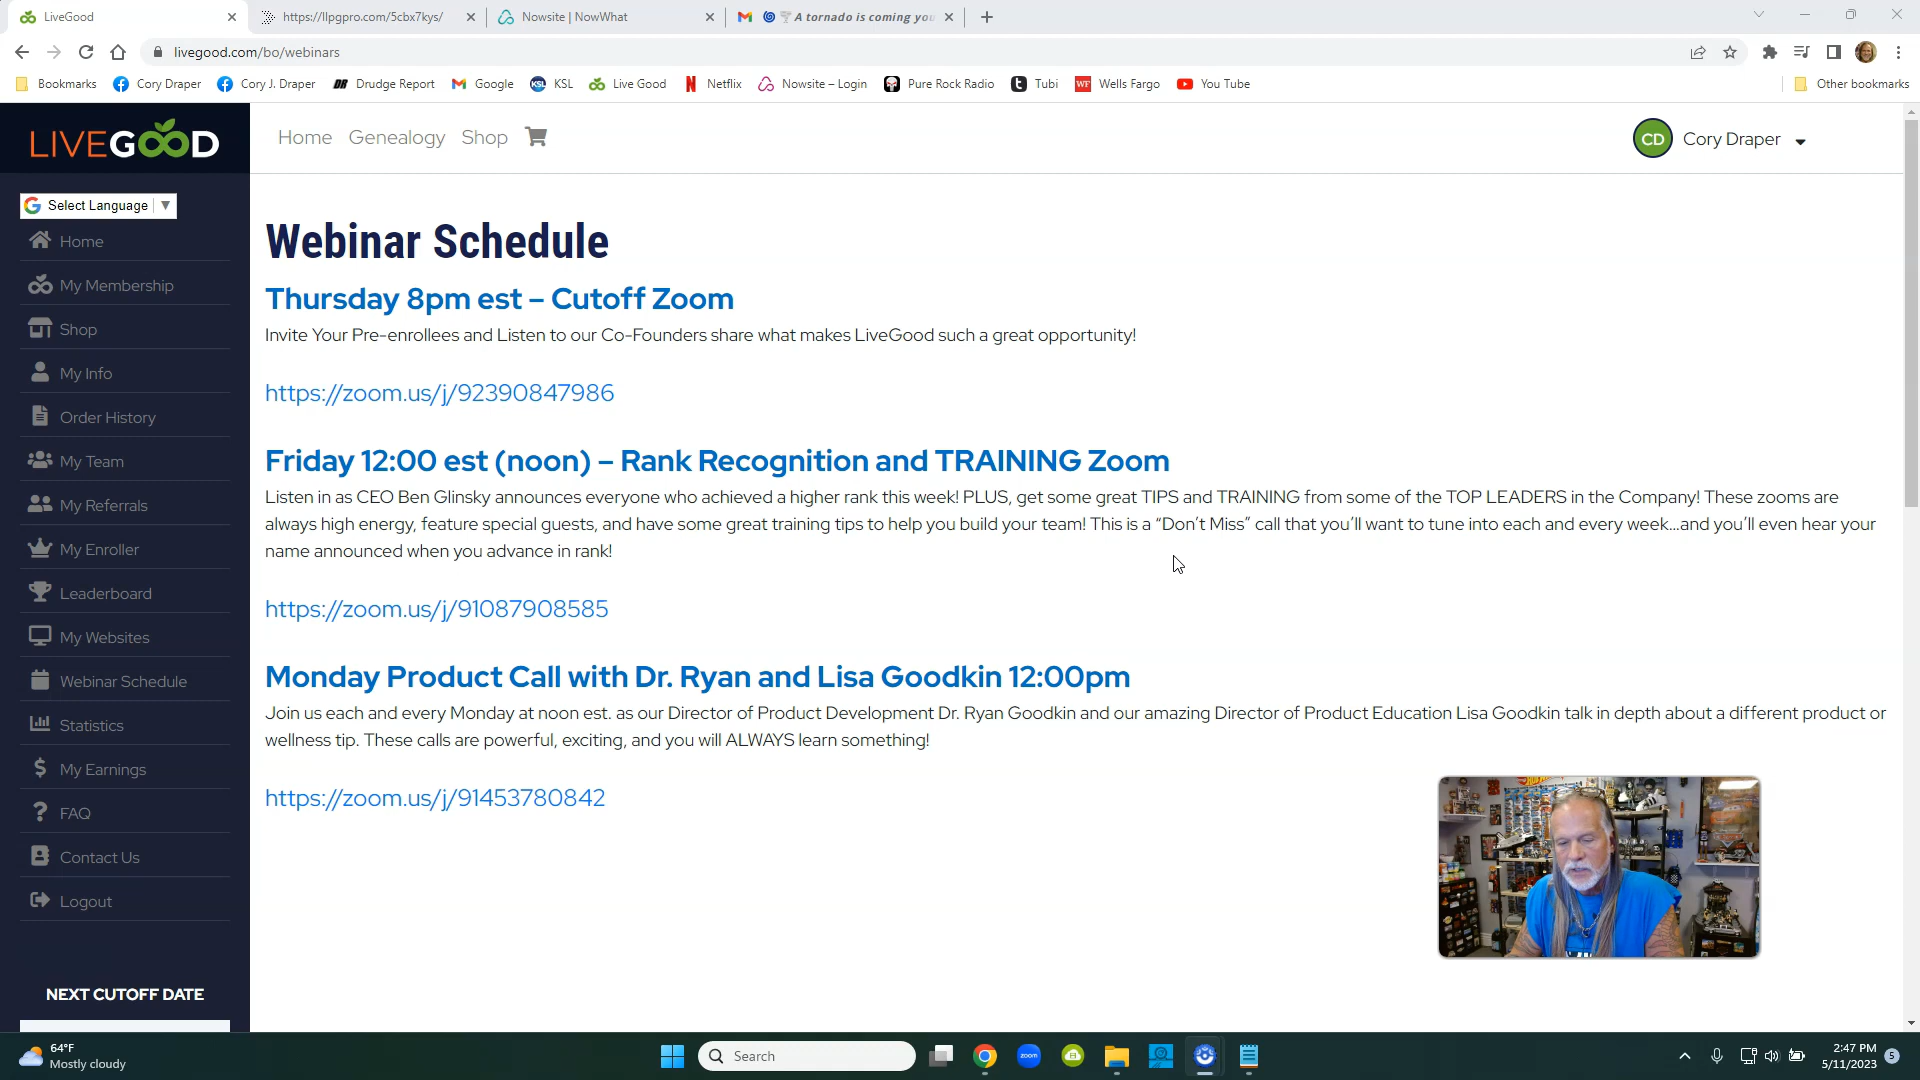 LiveGood
https://llpgpro.com/5cbx7kys/
Nowsite | NowWhat
A tornado is coming you
livegood.com/bo/webinars
Bookmarks
Cory Draper
Cory J. Draper
DR Drudge Report
Google
KSL KSL
Live Good
Netflix
Nowsite – Login
Pure Rock Radio
Tubi
WF Wells Fargo
You Tube
Other bookmarks
LIVEGOOD
Home Genealogy Shop
CD Cory Draper
G Select Language ▼
Home
My Membership
Shop
My Info
Order History
My Team
My Referrals
My Enroller
Leaderboard
My Websites
Webinar Schedule
Statistics
My Earnings
FAQ
Contact Us
Logout
NEXT CUTOFF DATE
Webinar Schedule
Thursday 8pm est – Cutoff Zoom
Invite Your Pre-enrollees and Listen to our Co-Founders share what makes LiveGood such a great opportunity!
https://zoom.us/j/92390847986
Friday 12:00 est (noon) – Rank Recognition and TRAINING Zoom
Listen in as CEO Ben Glinsky announces everyone who achieved a higher rank this week! PLUS, get some great TIPS and TRAINING from some of the TOP LEADERS in the Company! These zooms are
always high energy, feature special guests, and have some great training tips to help you build your team! This is a “Don’t Miss” call that you’ll want to tune into each and every week…and you’ll even hear your
name announced when you advance in rank!
https://zoom.us/j/91087908585
Monday Product Call with Dr. Ryan and Lisa Goodkin 12:00pm
Join us each and every Monday at noon est. as our Director of Product Development Dr. Ryan Goodkin and our amazing Director of Product Education Lisa Goodkin talk in depth about a different product or
wellness tip. These calls are powerful, exciting, and you will ALWAYS learn something!
https://zoom.us/j/91453780842
64°F
Mostly cloudy
Search
zoom
2:47 PM
5/11/2023
5